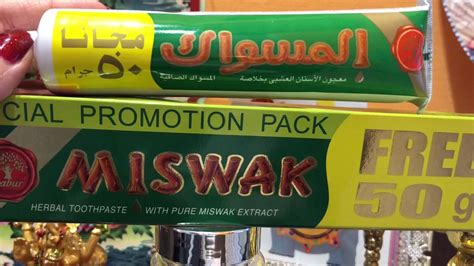 مجانا
٥٠ جرام
المسواك
معجون الأسنان العشبي بخلاصة
المسواك الصافية
CIAL PROMOTION PACK
abur
MISWAK
HERBAL TOOTHPASTE WITH PURE MISWAK EXTRACT
FREE
50 g